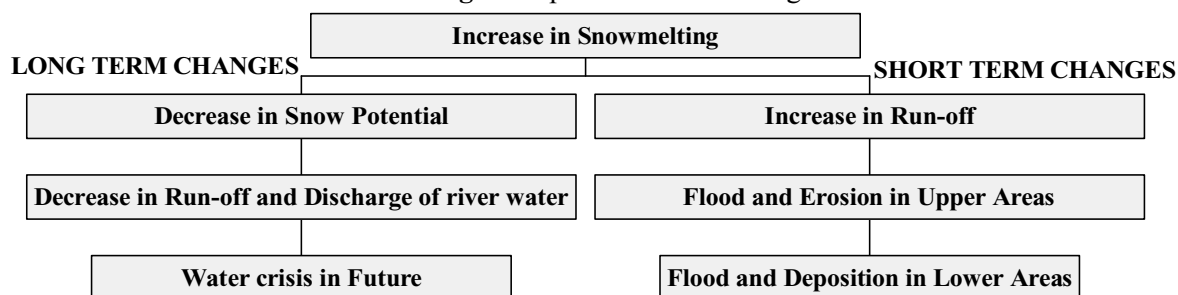 Increase in Snowmelting
LONG TERM CHANGES
SHORT TERM CHANGES
Decrease in Snow Potential
Increase in Run-off
Decrease in Run-off and Discharge of river water
Flood and Erosion in Upper Areas
Water crisis in Future
Flood and Deposition in Lower Areas